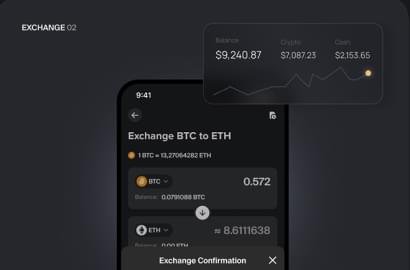 EXCHANGE 02
Balance Crypto Cash
$9,240.87 $7,087.23 $2,153.65
9:41
Exchange BTC to ETH
1 BTC = 13,27064282 ETH
BTC 0.572
Balance: 0.0791088 BTC
ETH ≈ 8.6111638
Balance: 0.00 ETH
Exchange Confirmation